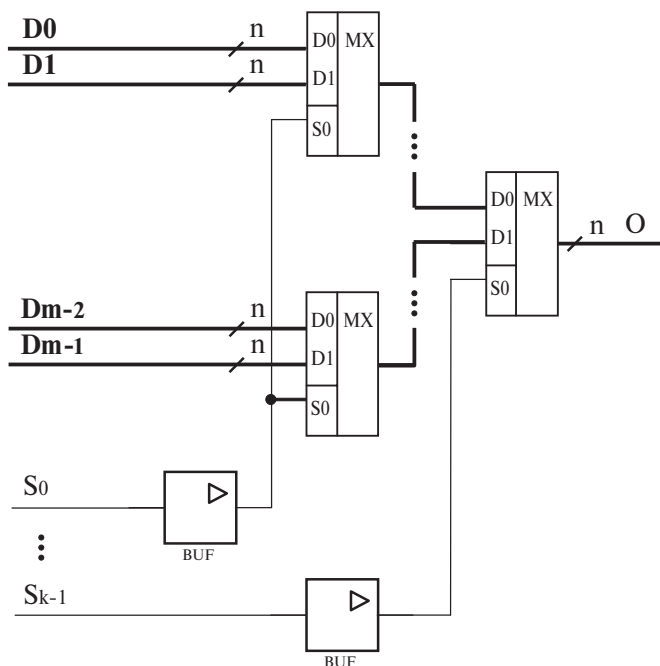 D0 n D0 MX
D1 n D1
S0
D0 MX
D1 n O
S0
Dm-2 n D0 MX
Dm-1 n D1
S0
S0
BUF
Sk-1
BUF